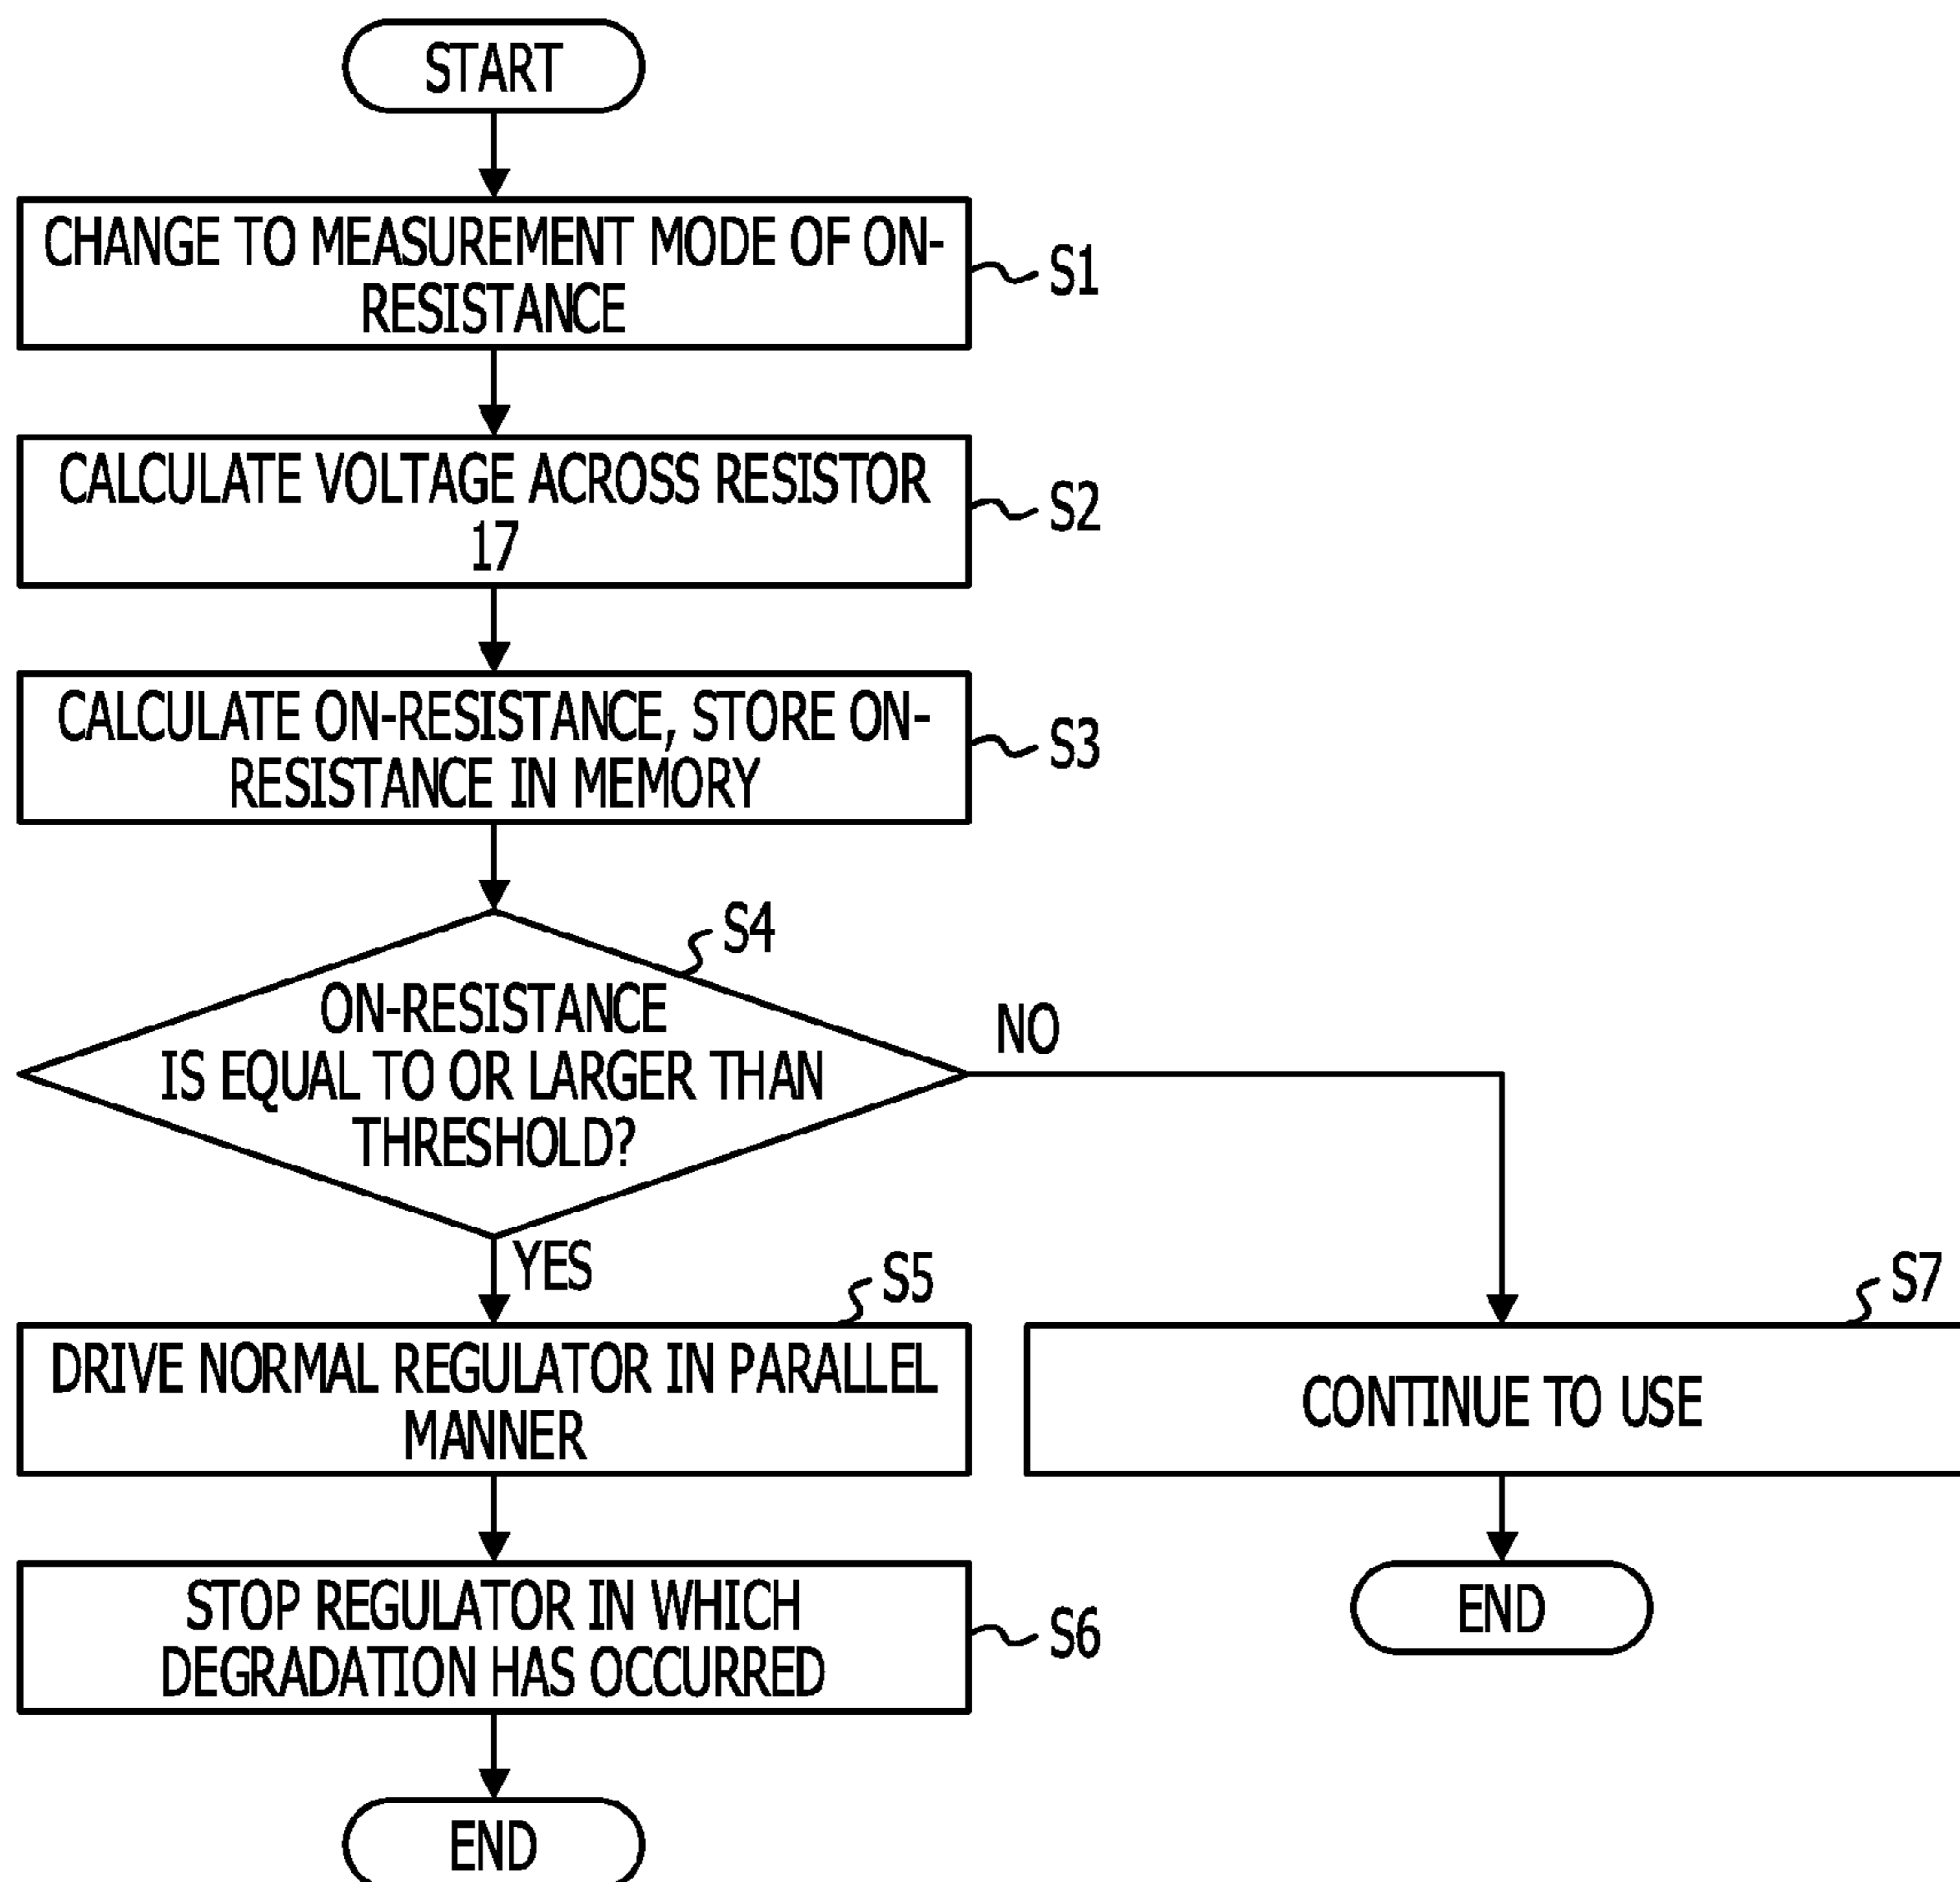 START
CHANGE TO MEASUREMENT MODE OF ON-
RESISTANCE
S1
CALCULATE VOLTAGE ACROSS RESISTOR
17
S2
CALCULATE ON-RESISTANCE, STORE ON-
RESISTANCE IN MEMORY
S3
S4
ON-RESISTANCE
IS EQUAL TO OR LARGER THAN
THRESHOLD?
NO
YES
S5
DRIVE NORMAL REGULATOR IN PARALLEL
MANNER
S7
CONTINUE TO USE
STOP REGULATOR IN WHICH
DEGRADATION HAS OCCURRED
S6
END
END